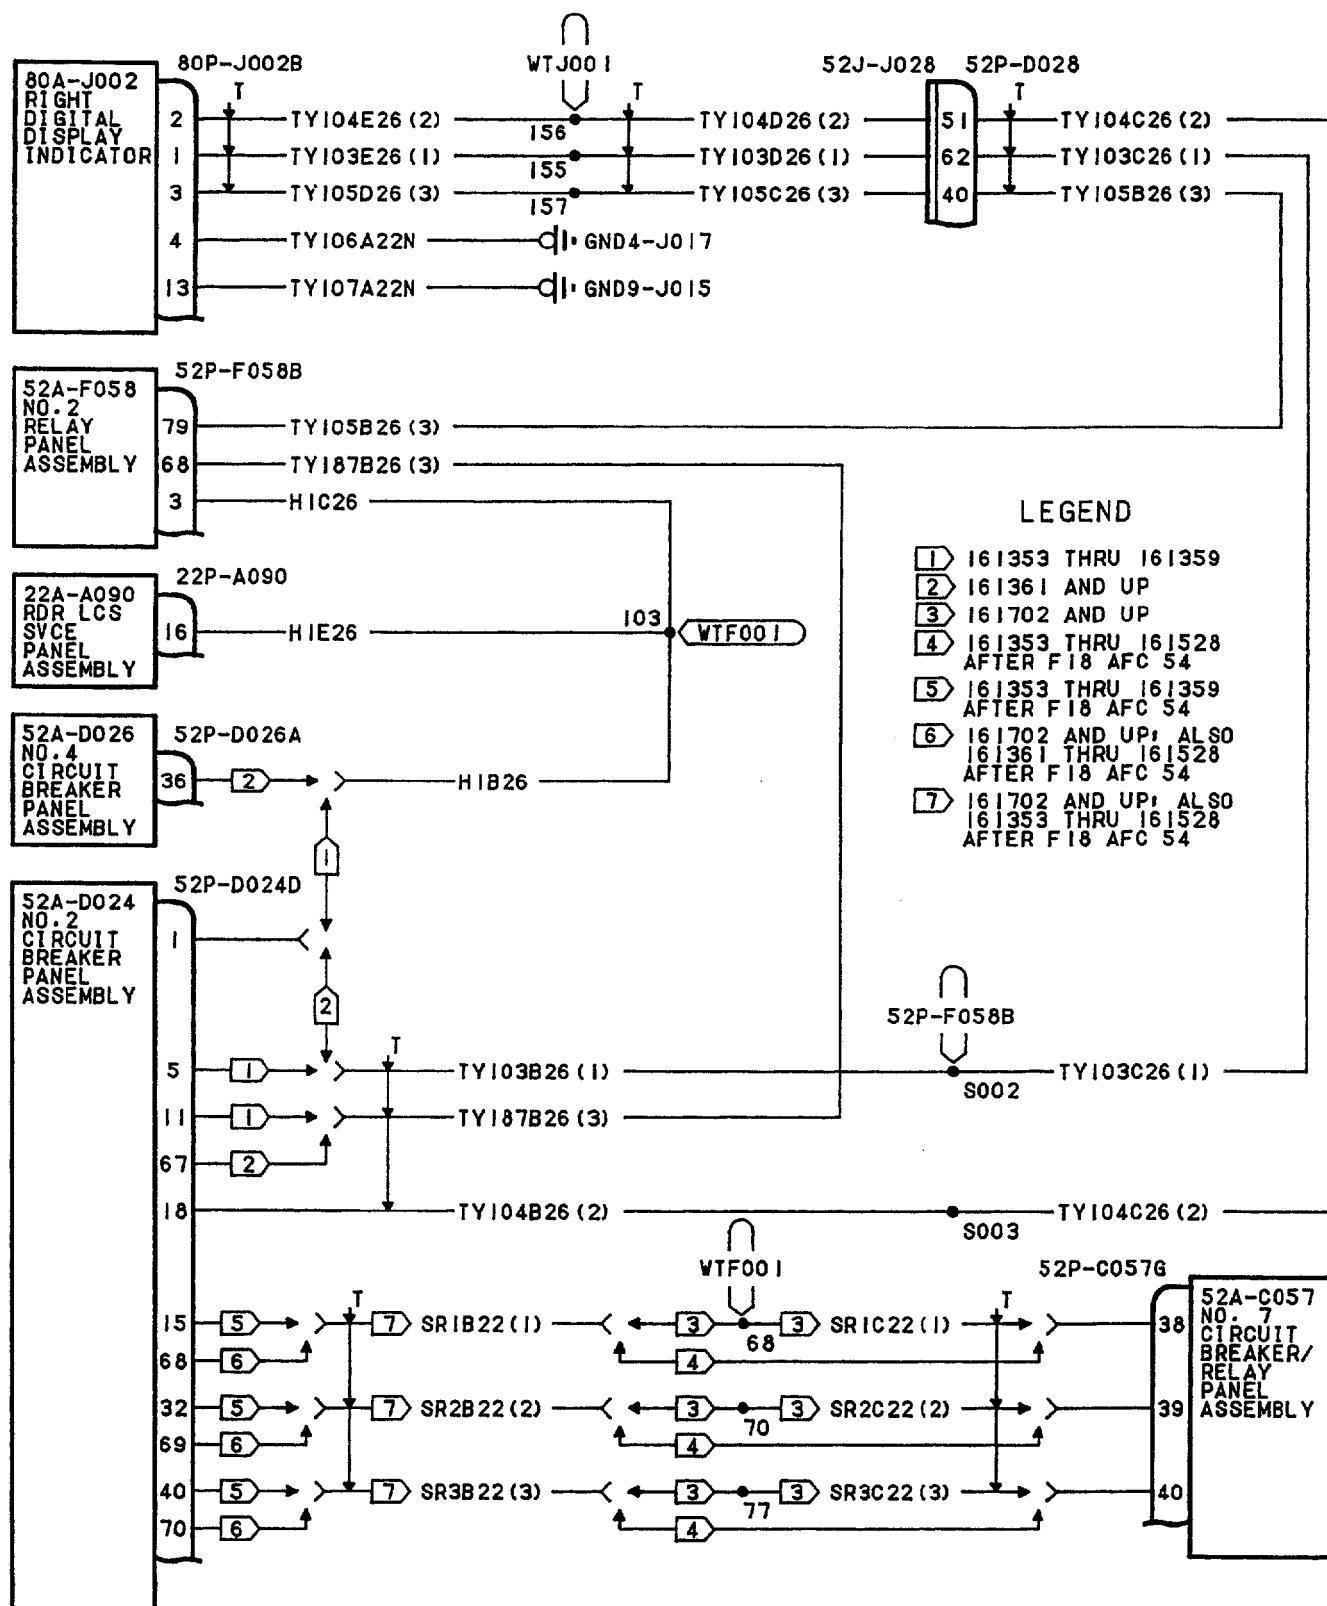 80P-J002B WTJ001 52J-J028 52P-D028
80A-J002
RIGHT
DIGITAL
DISPLAY
INDICATOR
T T T
2 TY104E26(2) 156 TY104D26(2) 51 TY104C26(2)
1 TY103E26(1) 155 TY103D26(1) 62 TY103C26(1)
3 TY105D26(3) 157 TY105C26(3) 40 TY105B26(3)
4 TY106A22N GND4-J017
13 TY107A22N GND9-J015
52P-F058B
52A-F058
NO.2
RELAY
PANEL
ASSEMBLY
79 TY105B26(3)
68 TY187B26(3)
3 H1C26
LEGEND
1 161353 THRU 161359
2 161361 AND UP
3 161702 AND UP
4 161353 THRU 161528
AFTER F18 AFC 54
5 161353 THRU 161359
AFTER F18 AFC 54
6 161702 AND UP; ALSO
161361 THRU 161528
AFTER F18 AFC 54
7 161702 AND UP; ALSO
161353 THRU 161528
AFTER F18 AFC 54
22P-A090
22A-A090
RDR LCS
SVCE
PANEL
ASSEMBLY
16 H1E26 103 WTF001
52P-D026A
52A-D026
NO.4
CIRCUIT
BREAKER
PANEL
ASSEMBLY
36 2 H1B26
1
52P-D024D
52A-D024
NO.2
CIRCUIT
BREAKER
PANEL
ASSEMBLY
1
2
52P-F058B
T
5 1 TY103B26(1) S002 TY103C26(1)
11 1 TY187B26(3)
67 2
18 TY104B26(2) S003 TY104C26(2)
WTF001 52P-C057G
52A-C057
NO. 7
CIRCUIT
BREAKER/
RELAY
PANEL
ASSEMBLY
T T
15 5 7 SR1B22(1) 3 68 3 SR1C22(1) 38
68 6 4
32 5 7 SR2B22(2) 3 70 3 SR2C22(2) 39
69 6 4
40 5 7 SR3B22(3) 3 77 3 SR3C22(3) 40
70 6 4